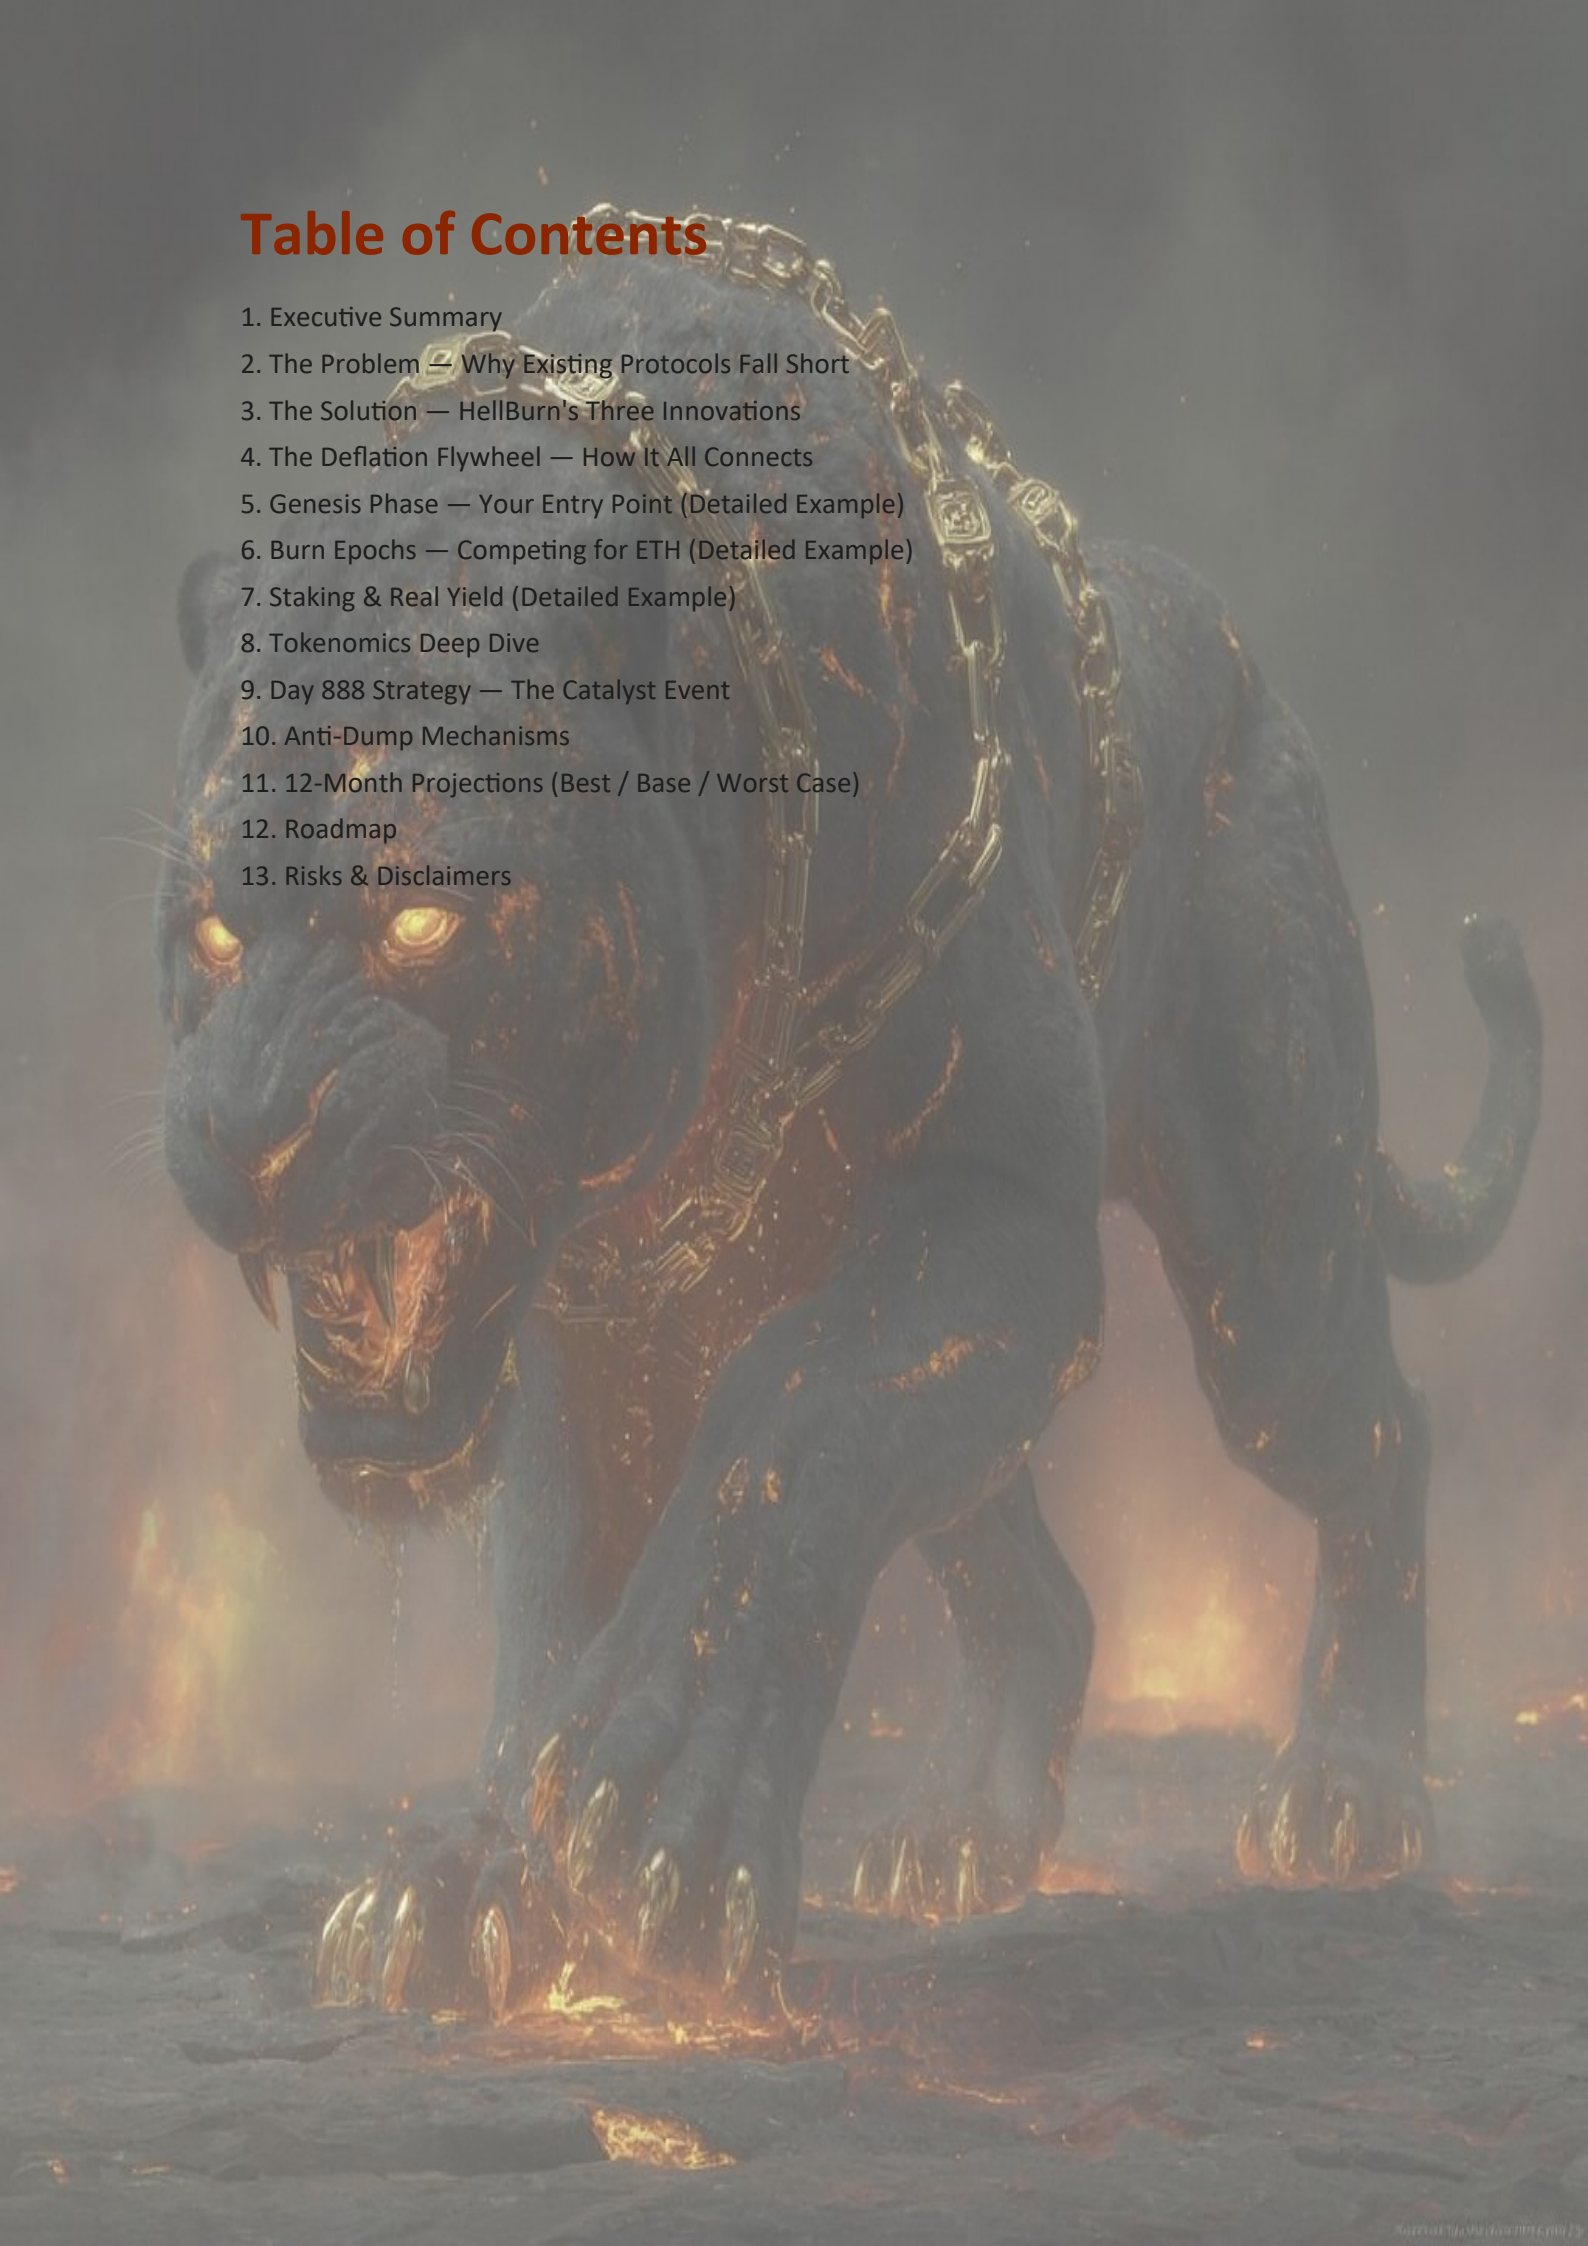 Table of Contents
1. Executive Summary
2. The Problem — Why Existing Protocols Fall Short
3. The Solution — HellBurn's Three Innovations
4. The Deflation Flywheel — How It All Connects
5. Genesis Phase — Your Entry Point (Detailed Example)
6. Burn Epochs — Competing for ETH (Detailed Example)
7. Staking & Real Yield (Detailed Example)
8. Tokenomics Deep Dive
9. Day 888 Strategy — The Catalyst Event
10. Anti-Dump Mechanisms
11. 12-Month Projections (Best / Base / Worst Case)
12. Roadmap
13. Risks & Disclaimers